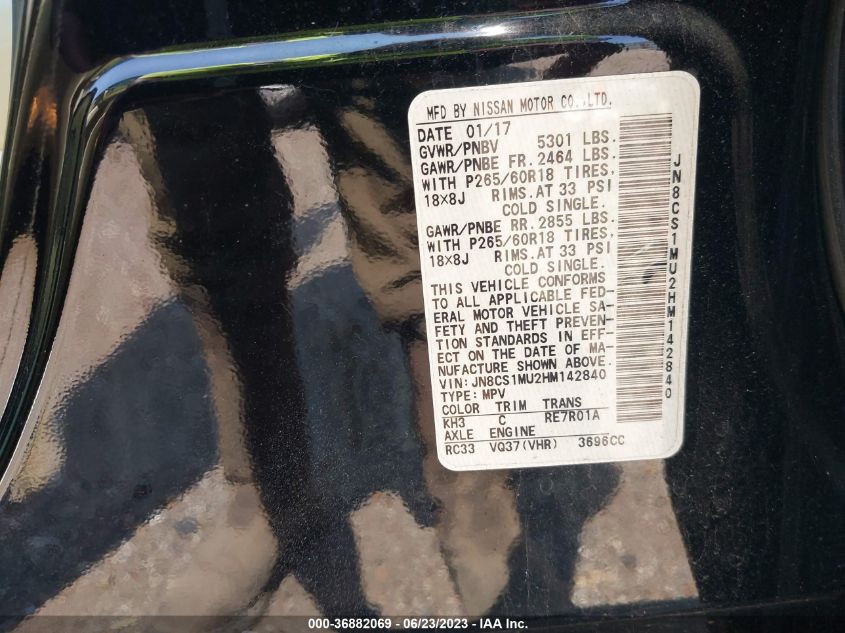 MFD BY NISSAN MOTOR CO.,LTD.
DATE 01/17
GVWR/PNBV 5301 LBS.
GAWR/PNBE FR. 2464 LBS.
WITH P265/60R18 TIRES,
18X8J RIMS. AT 33 PSI
COLD SINGLE.
GAWR/PNBE RR. 2855 LBS.
WITH P265/60R18 TIRES,
18X8J RIMS. AT 33 PSI
COLD SINGLE.
THIS VEHICLE CONFORMS
TO ALL APPLICABLE FED-
ERAL MOTOR VEHICLE SA-
FETY AND THEFT PREVEN-
TION STANDARDS IN EFF-
ECT ON THE DATE OF MA-
NUFACTURE SHOWN ABOVE.
VIN:JN8CS1MU2HM142840
TYPE: MPV
COLOR TRIM TRANS
KH3 C RE7R01A
AXLE ENGINE
RC33 VQ37(VHR) 3696CC
JN8CS1MU2HM142840
000-36882069 - 06/23/2023 - IAA Inc.